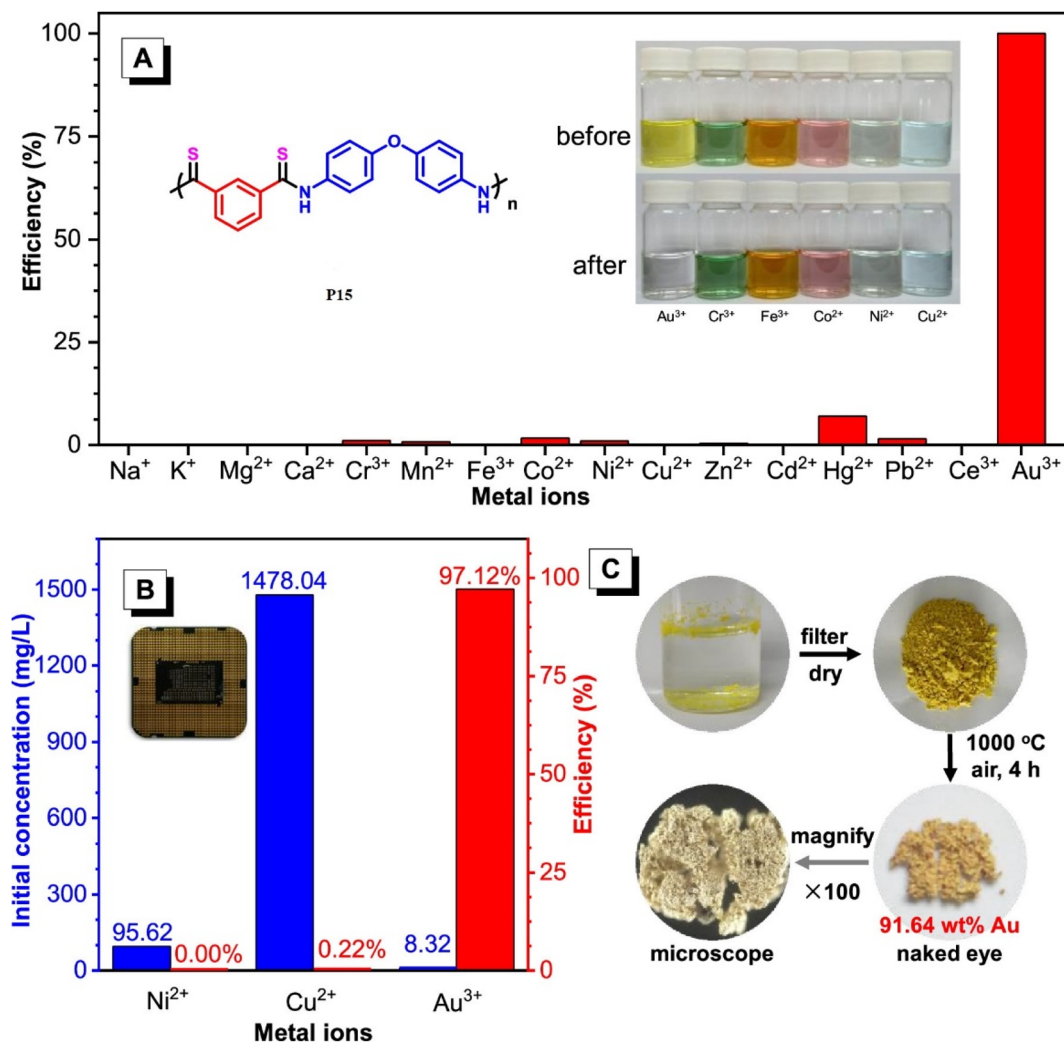 A
100
75
50
25
0
Efficiency (%)
S
S
O
N
H
N
H
n
P15
before
after
Au³⁺ Cr³⁺ Fe³⁺ Co²⁺ Ni²⁺ Cu²⁺
Na⁺ K⁺ Mg²⁺ Ca²⁺ Cr³⁺ Mn²⁺ Fe³⁺ Co²⁺ Ni²⁺ Cu²⁺ Zn²⁺ Cd²⁺ Hg²⁺ Pb²⁺ Ce³⁺ Au³⁺
Metal ions
B
1500
1200
900
600
300
0
Initial concentration (mg/L)
95.62
0.00%
1478.04
0.22%
8.32
97.12%
100
75
50
25
0
Efficiency (%)
Ni²⁺ Cu²⁺ Au³⁺
Metal ions
C
filter
dry
1000 °C
air, 4 h
magnify
×100
91.64 wt% Au
microscope
naked eye